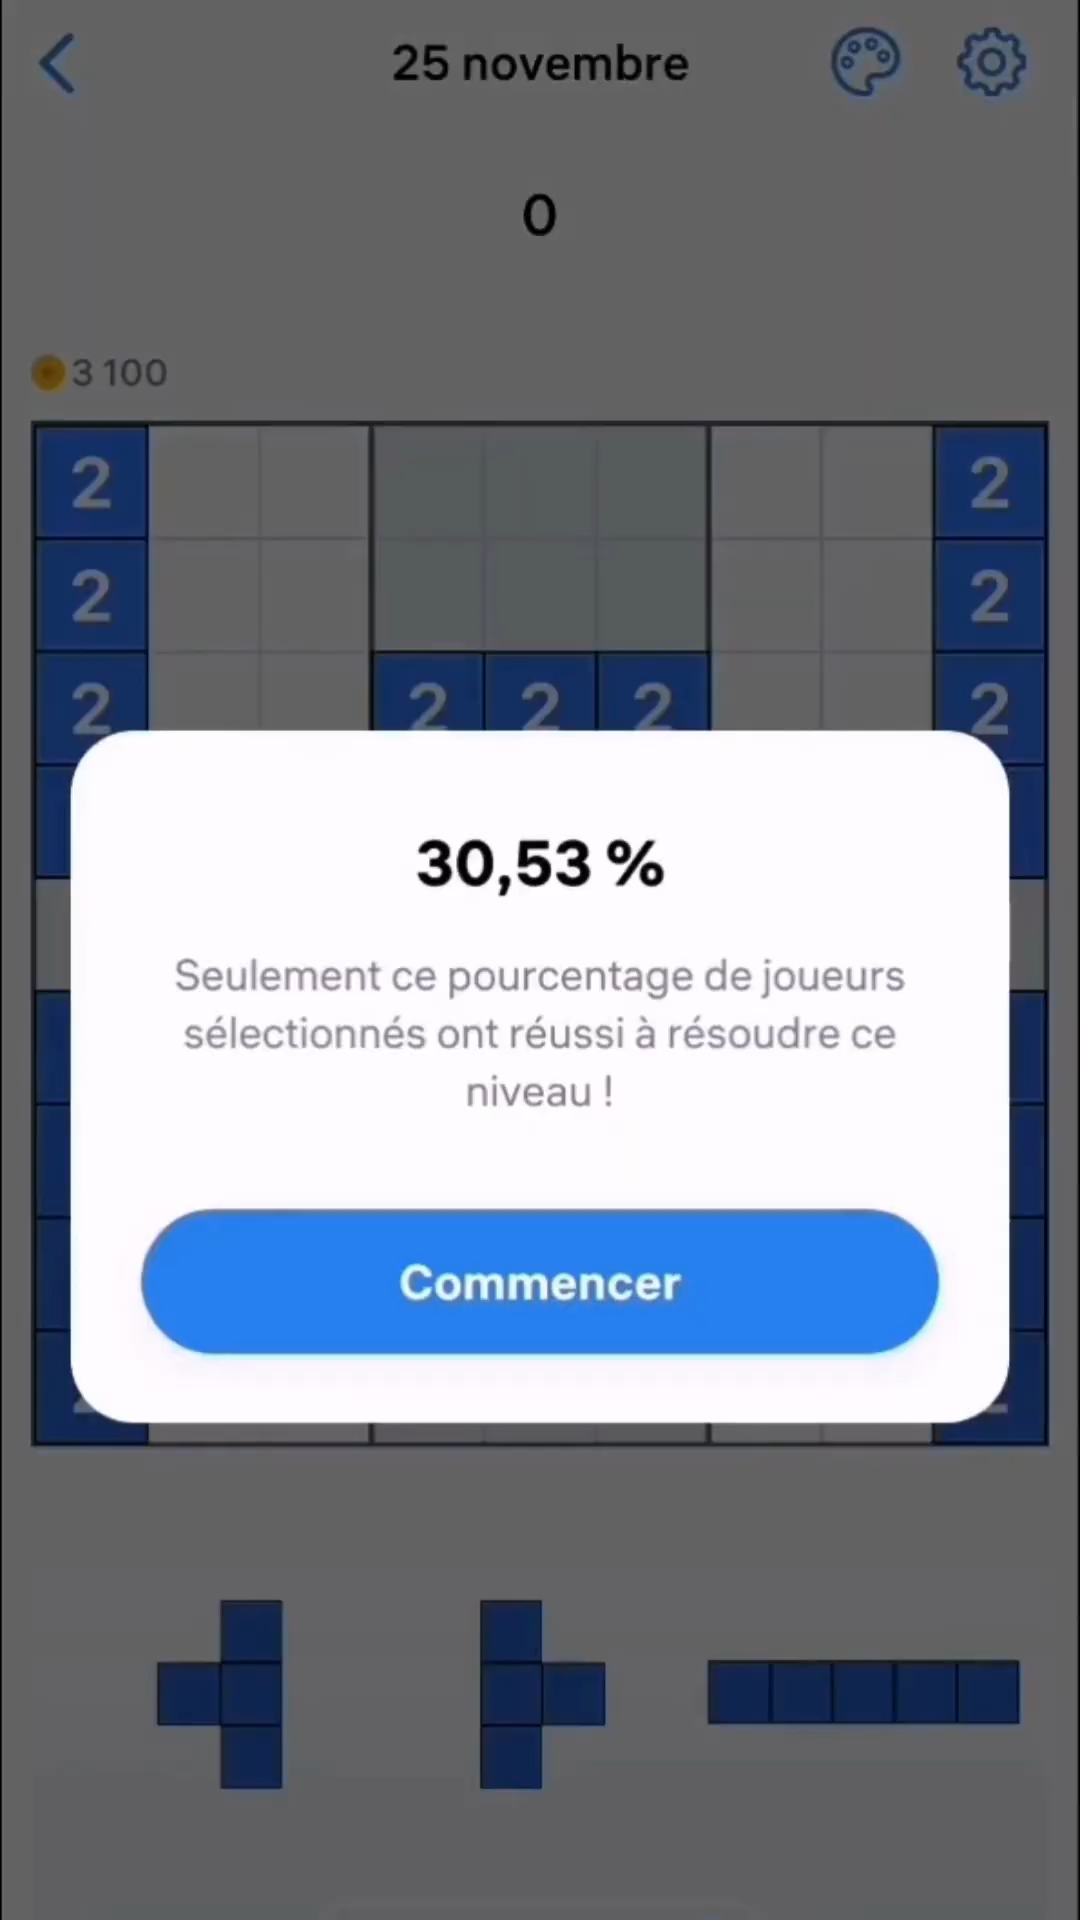 25 novembre
0
3 100
2 2
2 2
2 2 2 2 2
30,53 %
Seulement ce pourcentage de joueurs
sélectionnés ont réussi à résoudre ce
niveau !
Commencer